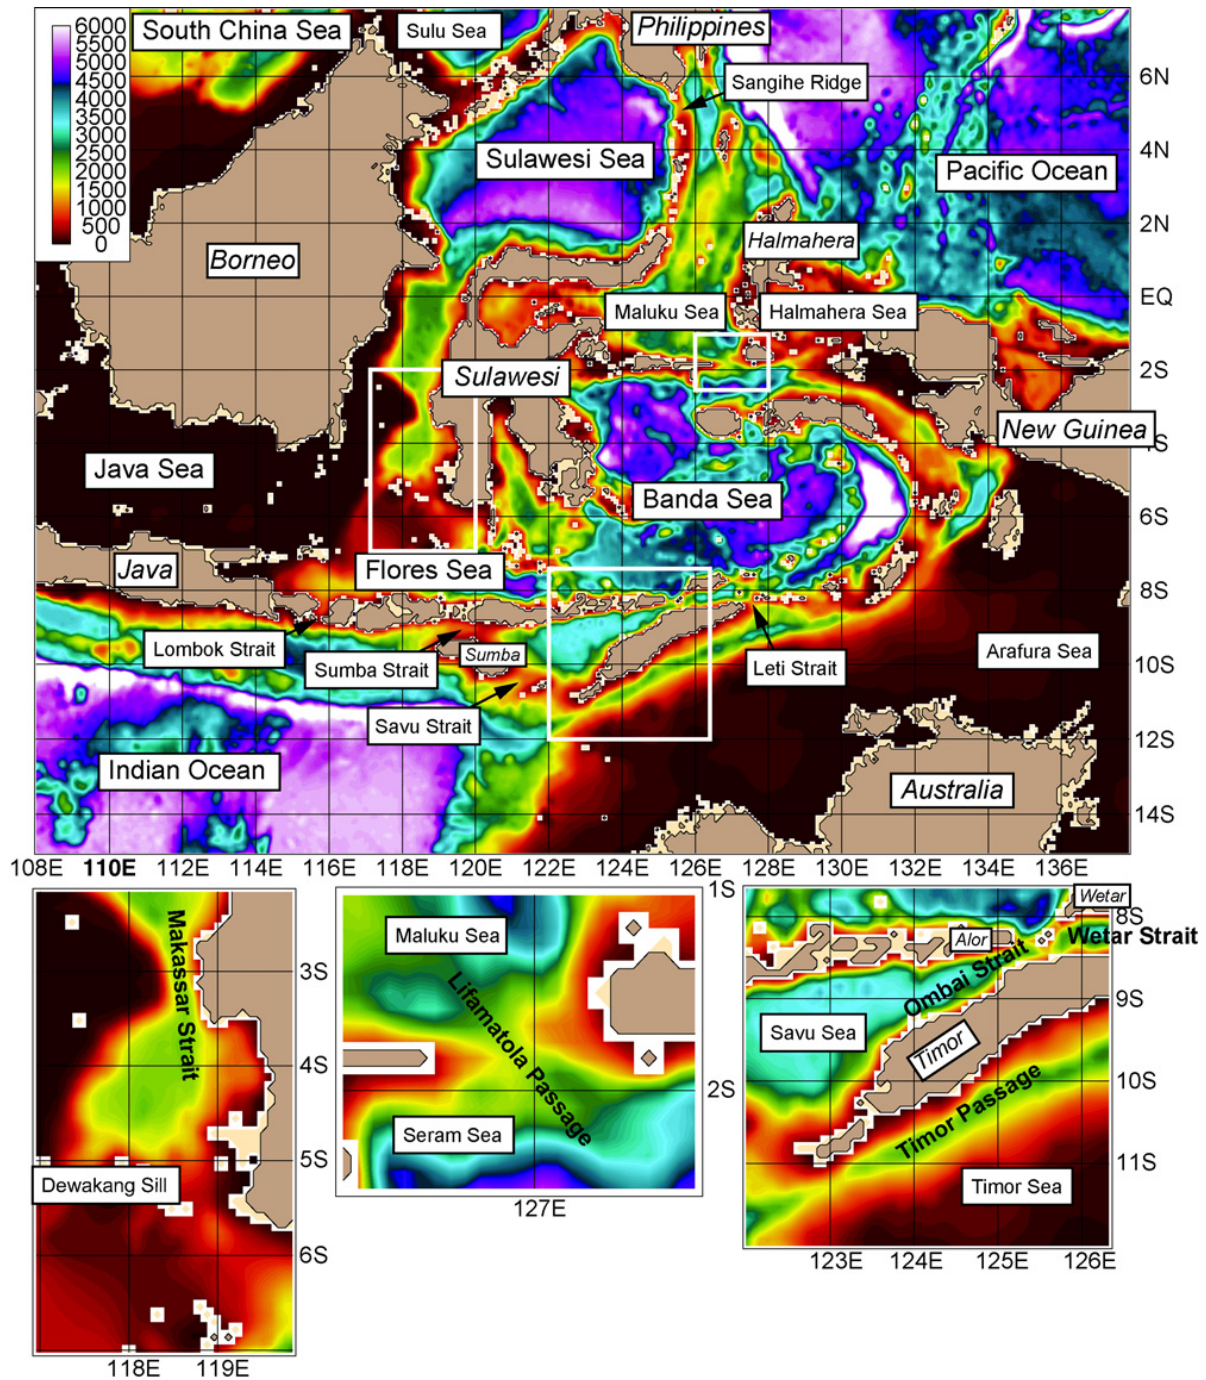 South China Sea
Sulu Sea
Philippines
6000
5500
5000
4500
4000
3500
3000
2500
2000
1500
1000
500
0
Sangihe Ridge
6N
Sulawesi Sea
4N
Pacific Ocean
2N
Borneo
Halmahera
EQ
Maluku Sea
Halmahera Sea
2S
Sulawesi
New Guinea
4S
Java Sea
Banda Sea
6S
Java
Flores Sea
8S
Lombok Strait
Sumba Strait
Sumba
Leti Strait
Arafura Sea
10S
Savu Strait
12S
Indian Ocean
Australia
14S
108E 110E 112E 114E 116E 118E 120E 122E 124E 126E 128E 130E 132E 134E 136E
Makassar Strait
3S
4S
5S
Dewakang Sill
6S
118E 119E
1S
Maluku Sea
Lifamatola Passage
2S
Seram Sea
127E
Wetar
8S
Alor
Wetar Strait
Ombai Strait
9S
Savu Sea
Timor
10S
Timor Passage
11S
Timor Sea
123E 124E 125E 126E